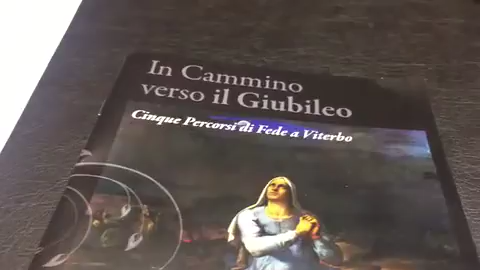 In Cammino
verso il Giubileo
Cinque Percorsi di Fede a Viterbo